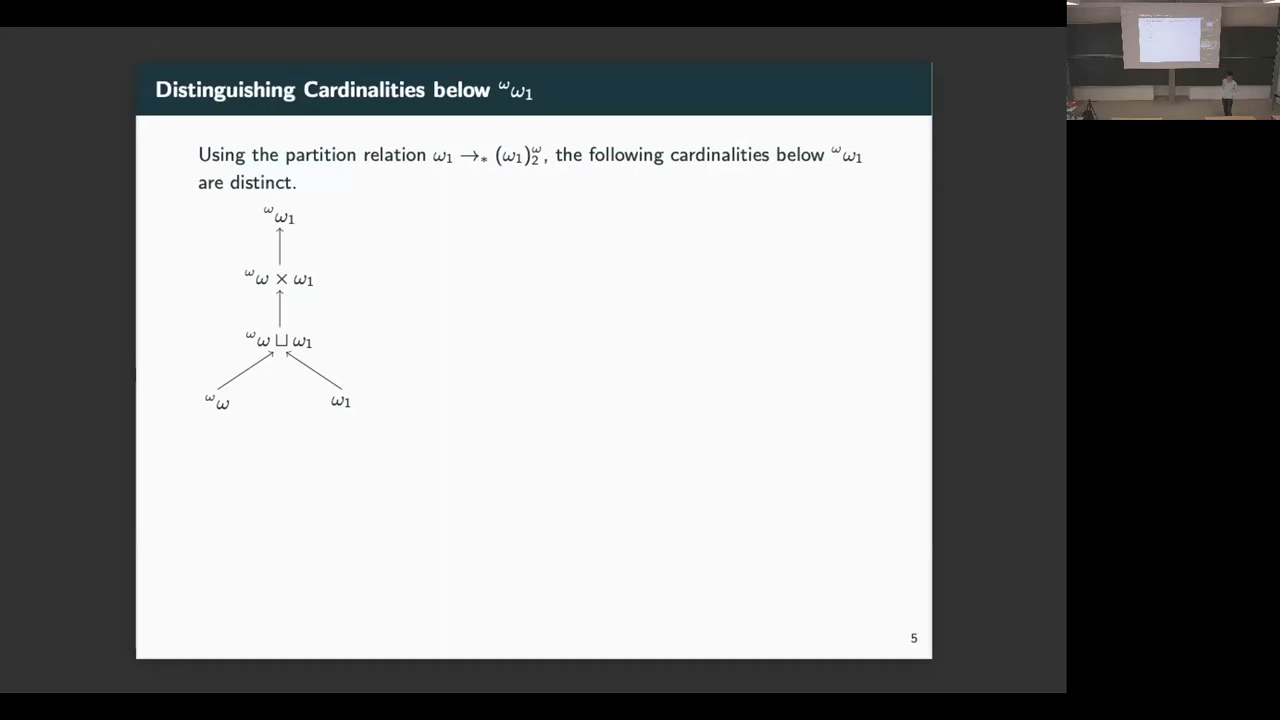 Distinguishing Cardinalities below ^ωω₁
Using the partition relation ω₁ →_* (ω₁)^ω_2, the following cardinalities below ^ωω₁
are distinct.
^ωω₁
^ωω × ω₁
^ωω ⊔ ω₁
^ωω ω₁
5